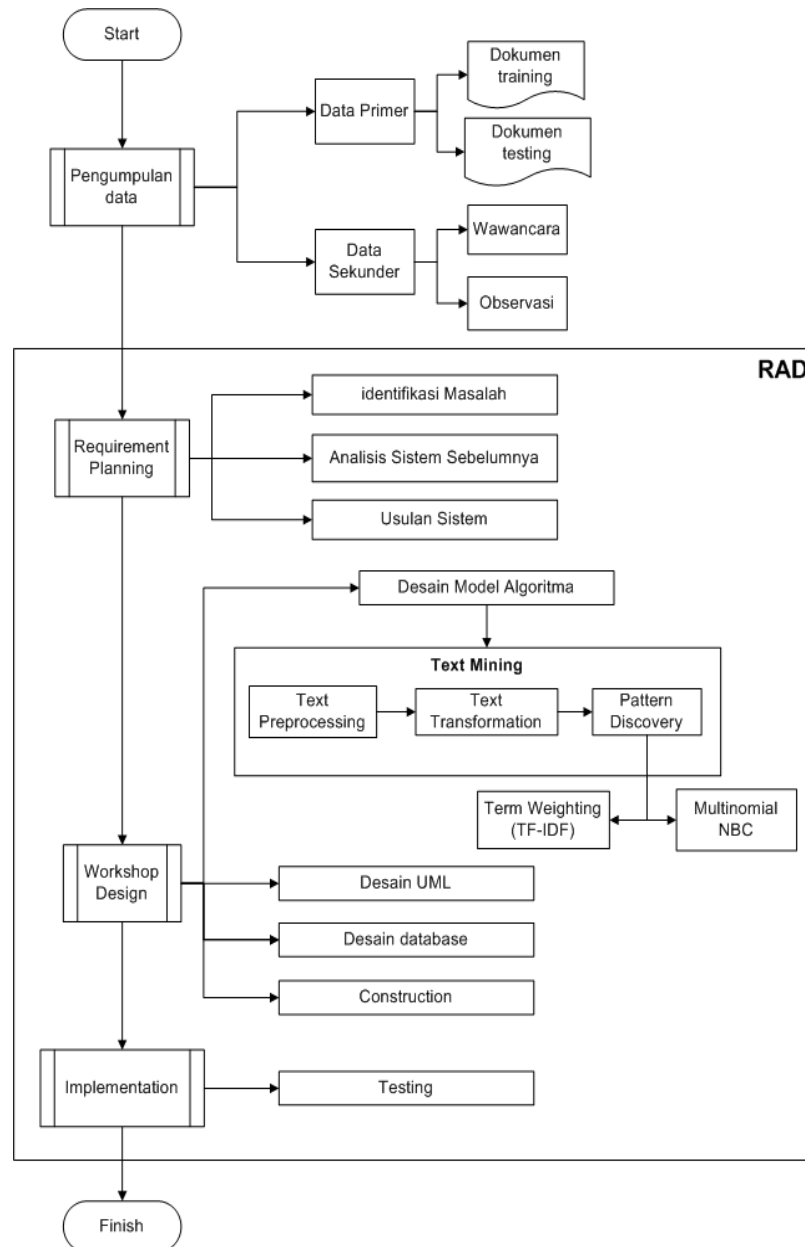 Start
Dokumen
training
Data Primer
Dokumen
testing
Pengumpulan
data
Wawancara
Data
Sekunder
Observasi
RAD
identifikasi Masalah
Requirement
Planning
Analisis Sistem Sebelumnya
Usulan Sistem
Desain Model Algoritma
Text Mining
Text
Preprocessing
Text
Transformation
Pattern
Discovery
Term Weighting
(TF-IDF)
Multinomial
NBC
Workshop
Design
Desain UML
Desain database
Construction
Implementation
Testing
Finish